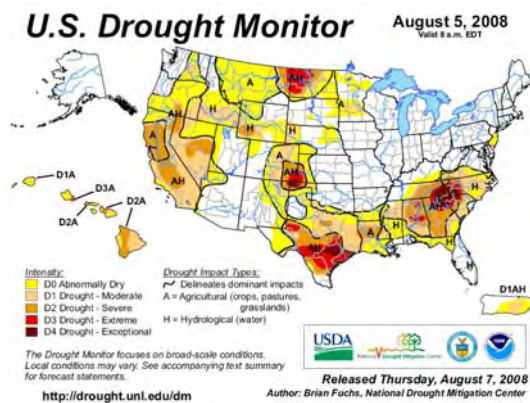 U.S. Drought Monitor
August 5, 2008
Valid 8 a.m. EDT
AH
A
AH
H
A
H
H
A
AH
AH
H
AH
H
AH
A
H
H
D1A
D3A
D2A
D2A
D1AH
Intensity:
D0 Abnormally Dry
D1 Drought - Moderate
D2 Drought - Severe
D3 Drought - Extreme
D4 Drought - Exceptional
Drought Impact Types:
Delineates dominant impacts
A = Agricultural (crops, pastures,
grasslands)
H = Hydrological (water)
The Drought Monitor focuses on broad-scale conditions.
Local conditions may vary. See accompanying text summary
for forecast statements.
http://drought.unl.edu/dm
USDA
Drought Mitigation Center
Released Thursday, August 7, 2008
Author: Brian Fuchs, National Drought Mitigation Center